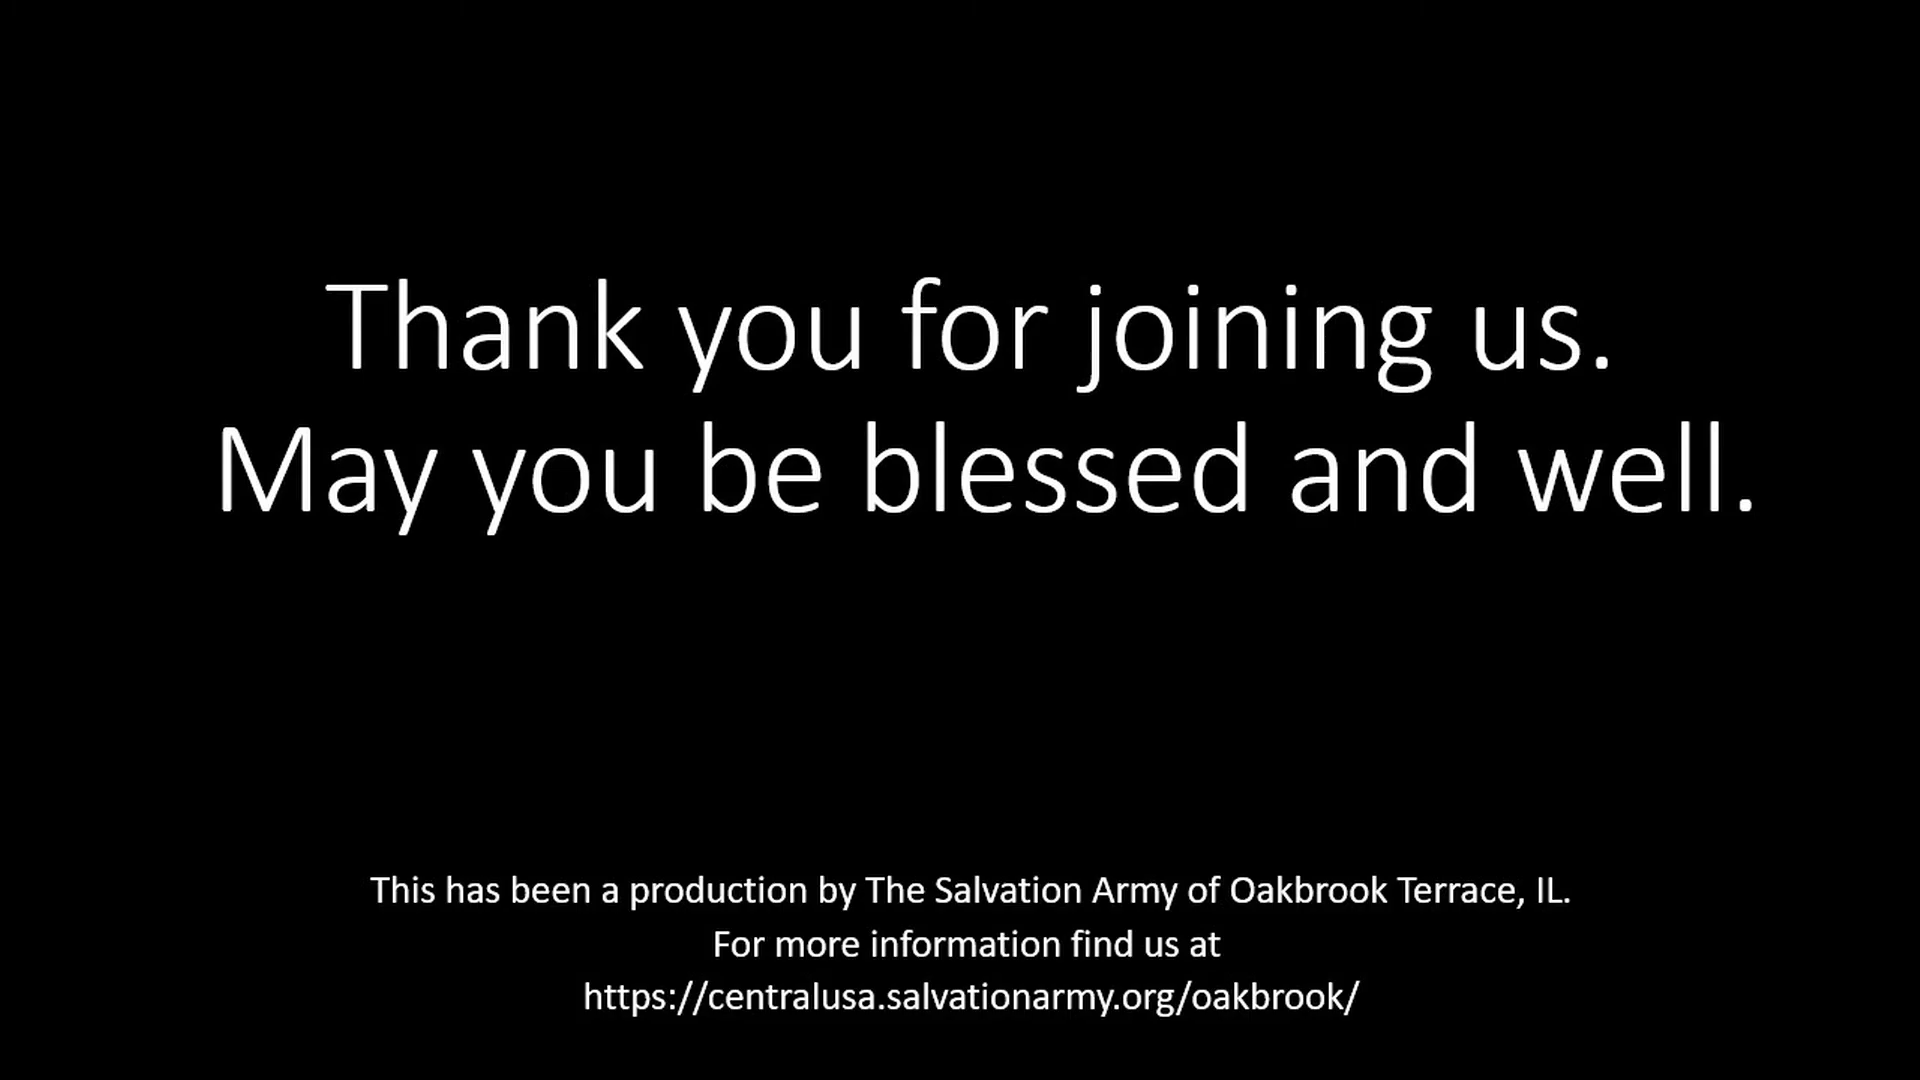 Thank you for joining us.
May you be blessed and well.
This has been a production by The Salvation Army of Oakbrook Terrace, IL.
For more information find us at
https://centralusa.salvationarmy.org/oakbrook/